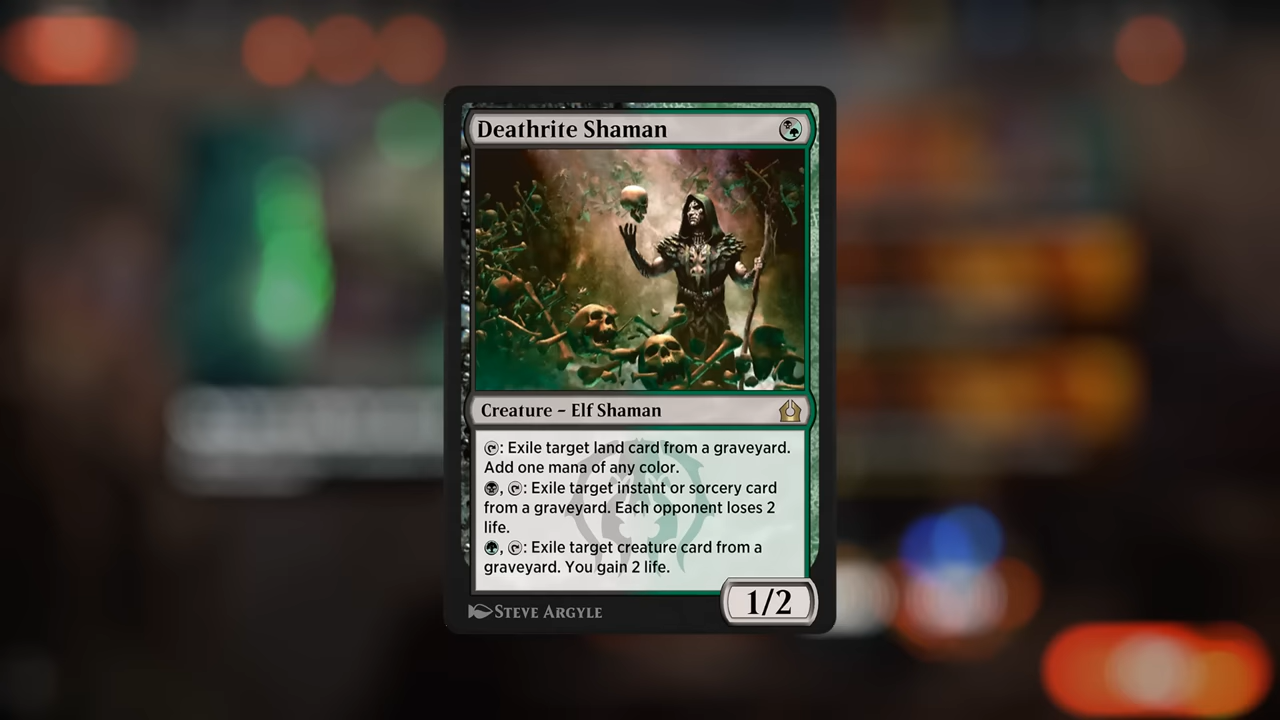 Deathrite Shaman
Creature – Elf Shaman
: Exile target land card from a graveyard.
Add one mana of any color.
, : Exile target instant or sorcery card
from a graveyard. Each opponent loses 2
life.
, : Exile target creature card from a
graveyard. You gain 2 life.
1/2
STEVE ARGYLE